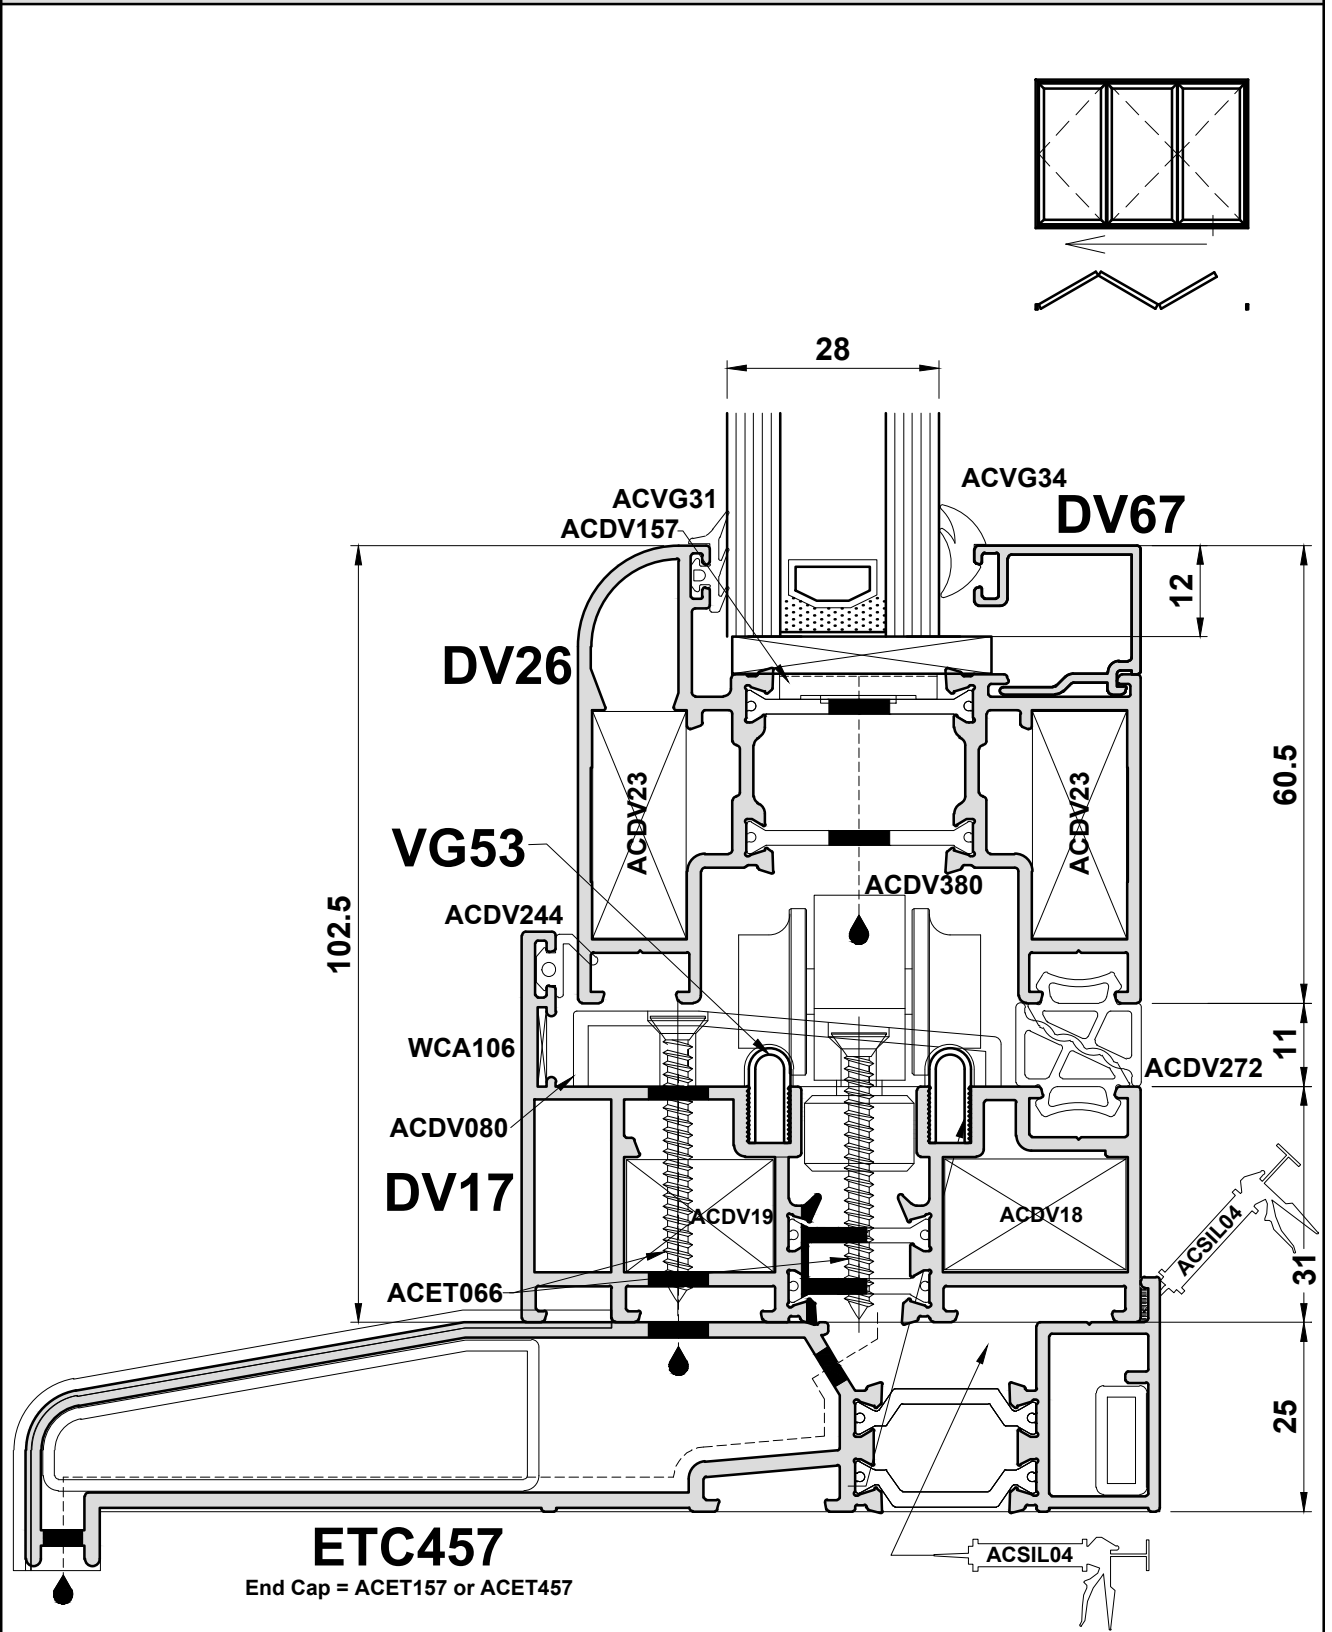 28
ACVG34
ACVG31
DV67
ACDV157
12
DV26
60.5
ACDV23
ACDV23
VG53
ACDV380
ACDV244
102.5
WCA106
11
ACDV272
ACDV080
DV17
ACDV19
ACDV18
ACSIL04
31
ACET066
25
ETC457
ACSIL04
End Cap = ACET157 or ACET457